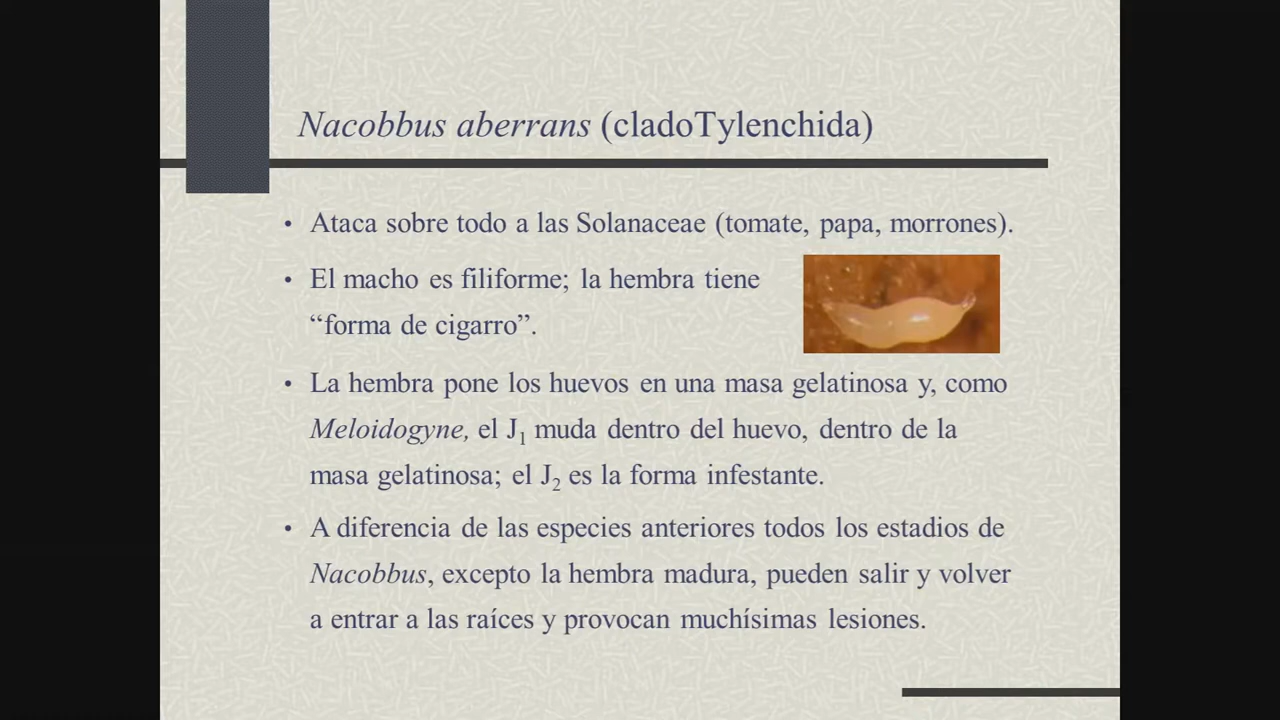 Nacobbus aberrans (cladoTylenchida)
• Ataca sobre todo a las Solanaceae (tomate, papa, morrones).
• El macho es filiforme; la hembra tiene
“forma de cigarro”.
• La hembra pone los huevos en una masa gelatinosa y, como
Meloidogyne, el J₁ muda dentro del huevo, dentro de la
masa gelatinosa; el J₂ es la forma infestante.
• A diferencia de las especies anteriores todos los estadios de
Nacobbus, excepto la hembra madura, pueden salir y volver
a entrar a las raíces y provocan muchísimas lesiones.